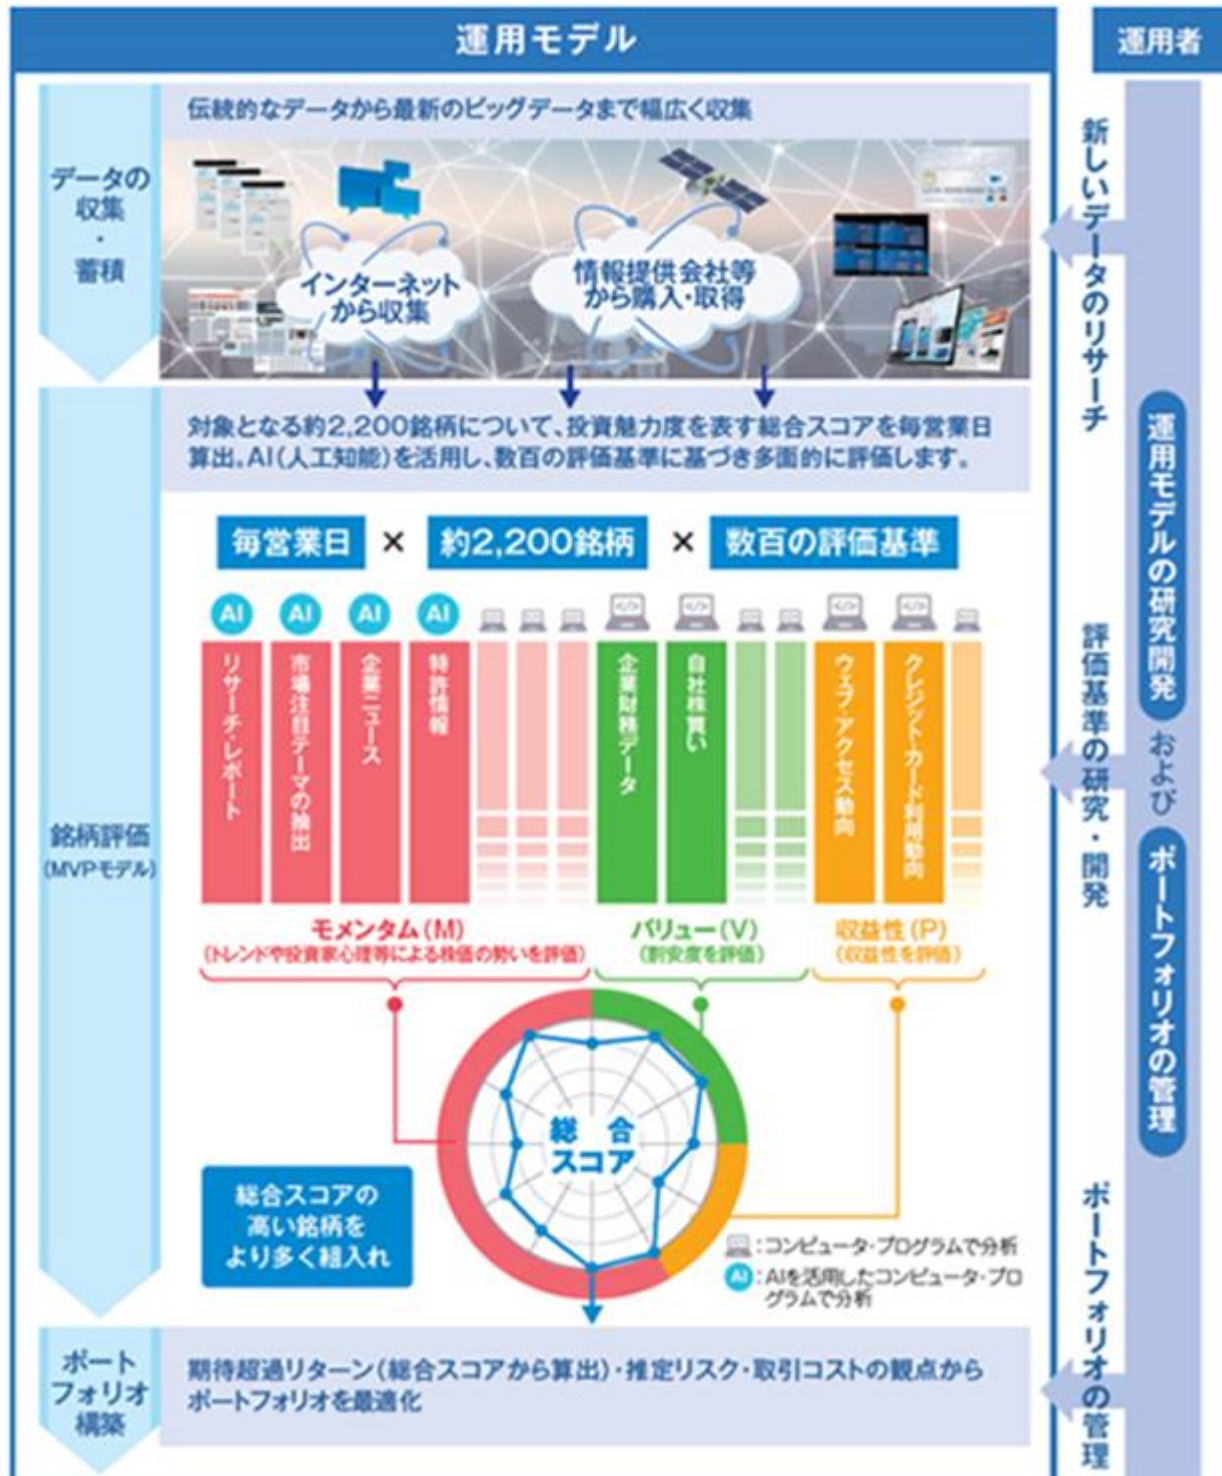 運用モデル
運用者
データの
収集
・
蓄積
伝統的なデータから最新のビッグデータまで幅広く収集
インターネット
から収集
情報提供会社等
から購入・取得
新しいデータのリサーチ
対象となる約2,200銘柄について、投資魅力度を表す総合スコアを毎営業日
算出。AI(人工知能)を活用し、数百の評価基準に基づき多面的に評価します。
銘柄評価
(MVPモデル)
毎営業日 × 約2,200銘柄 × 数百の評価基準
AI AI AI AI
リサーチ・レポート
市場注目テーマの抽出
企業ニュース
特許情報
企業財務データ
自社株買い
ウェブ・アクセス動向
クレジット・カード利用動向
モメンタム(M)
(トレンドや投資家心理等による株価の勢いを評価)
バリュー(V)
(割安度を評価)
収益性(P)
(収益性を評価)
総合
スコア
総合スコアの
高い銘柄を
より多く組入れ
:コンピュータ・プログラムで分析
AI:AIを活用したコンピュータ・プロ
グラムで分析
評価基準の研究・開発
運用モデルの研究開発
および
ポートフォリオの管理
ポート
フォリオ
構築
期待超過リターン(総合スコアから算出)・推定リスク・取引コストの観点から
ポートフォリオを最適化
ポートフォリオの管理